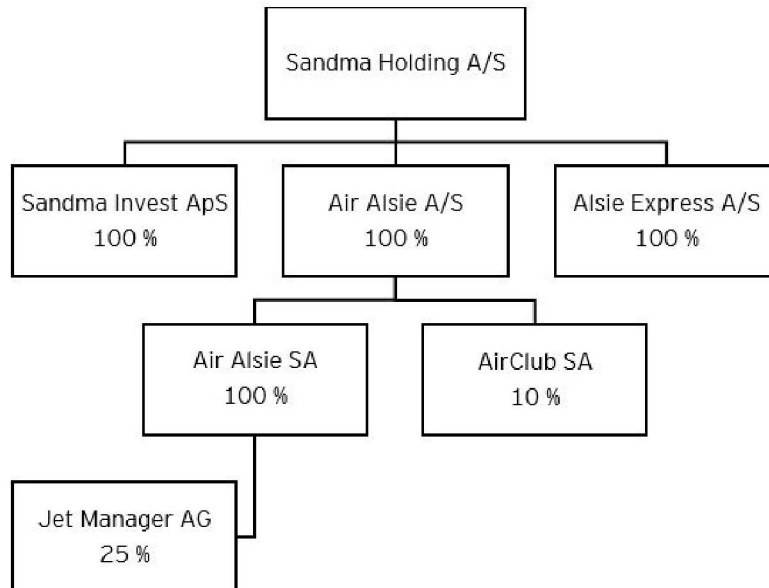 Sandma Holding A/S
Sandma Invest ApS
100 %
Air Alsie A/S
100 %
Alsie Express A/S
100 %
Air Alsie SA
100 %
AirClub SA
10 %
Jet Manager AG
25 %